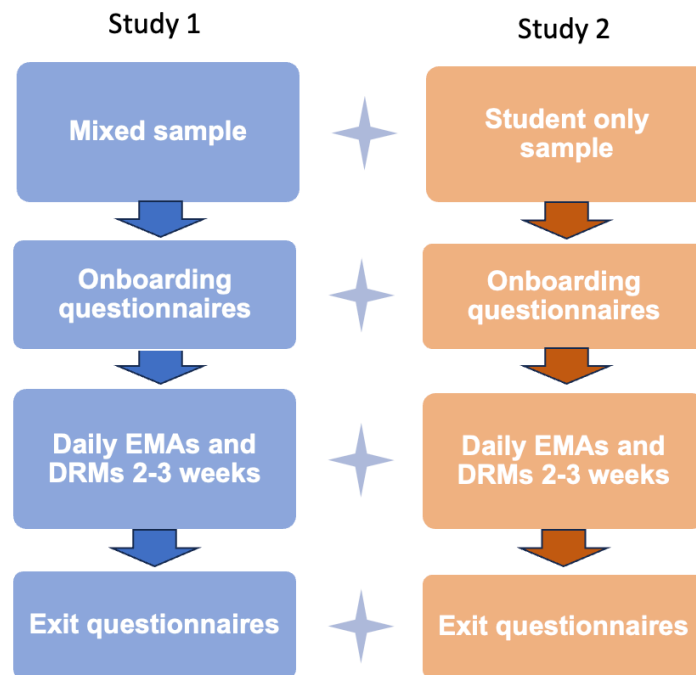 Study 1
Study 2
Mixed sample
Student only
sample
Onboarding
questionnaires
Onboarding
questionnaires
Daily EMAs and
DRMs 2-3 weeks
Daily EMAs and
DRMs 2-3 weeks
Exit questionnaires
Exit questionnaires